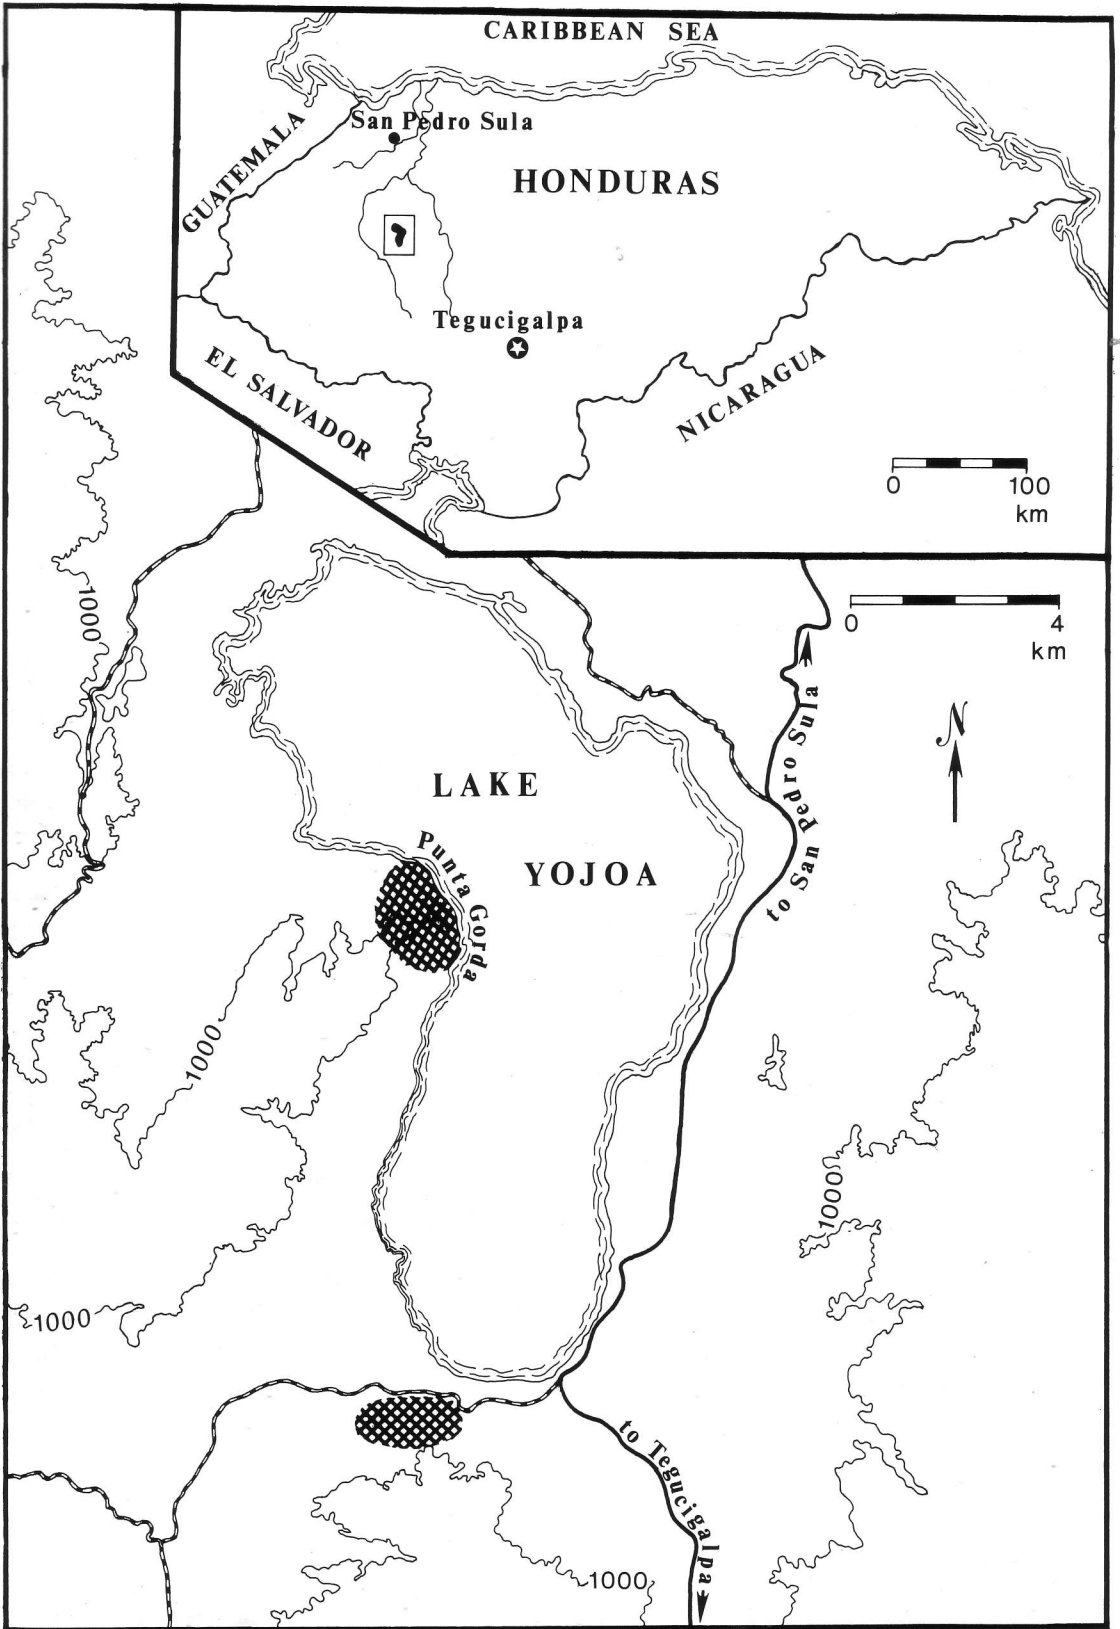 CARIBBEAN SEA
San Pedro Sula
GUATEMALA
HONDURAS
Tegucigalpa
EL SALVADOR
NICARAGUA
0 100
km
0 4
km
1000
to San Pedro Sula
N
LAKE
YOJOA
Punta Gorda
1000
1000
1000
to Tegucigalpa
1000